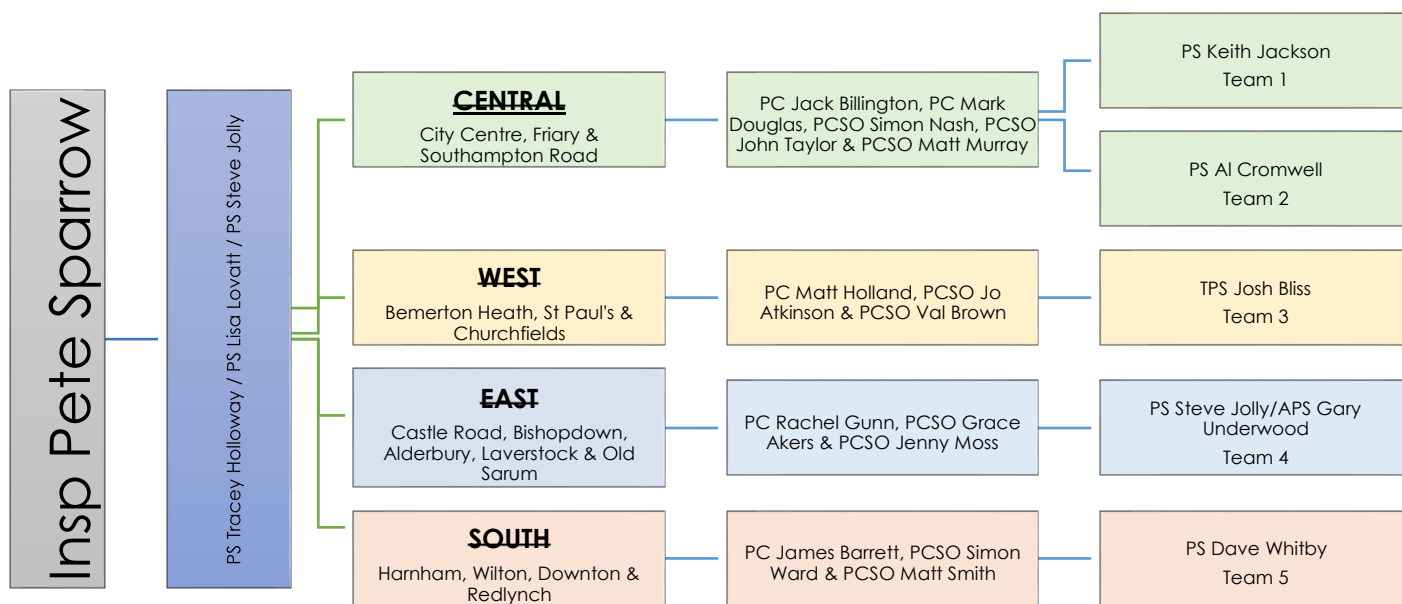 Insp Pete Sparrow
PS Tracey Holloway / PS Lisa Lovatt / PS Steve Jolly
CENTRAL
City Centre, Friary &
Southampton Road
PC Jack Billington, PC Mark
Douglas, PCSO Simon Nash, PCSO
John Taylor & PCSO Matt Murray
PS Keith Jackson
Team 1
PS Al Cromwell
Team 2
WEST
Bemerton Heath, St Paul's &
Churchfields
PC Matt Holland, PCSO Jo
Atkinson & PCSO Val Brown
TPS Josh Bliss
Team 3
EAST
Castle Road, Bishopdown,
Alderbury, Laverstock & Old
Sarum
PC Rachel Gunn, PCSO Grace
Akers & PCSO Jenny Moss
PS Steve Jolly/APS Gary
Underwood
Team 4
SOUTH
Harnham, Wilton, Downton &
Redlynch
PC James Barrett, PCSO Simon
Ward & PCSO Matt Smith
PS Dave Whitby
Team 5